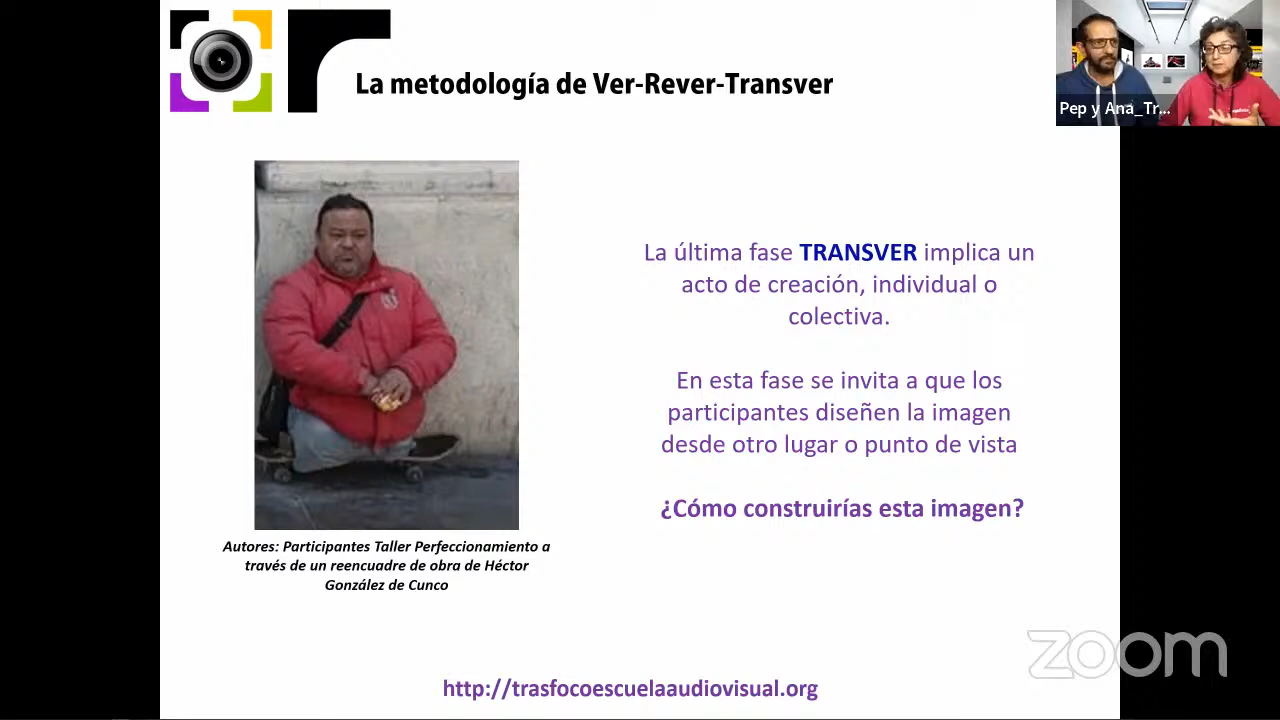 La metodología de Ver-Rever-Transver
Pep y Ana_Tr...
La última fase TRANSVER implica un
acto de creación, individual o
colectiva.
En esta fase se invita a que los
participantes diseñen la imagen
desde otro lugar o punto de vista
¿Cómo construirías esta imagen?
Autores: Participantes Taller Perfeccionamiento a
través de un reencuadre de obra de Héctor
González de Cunco
zoom
http://trasfocoescuelaaudiovisual.org